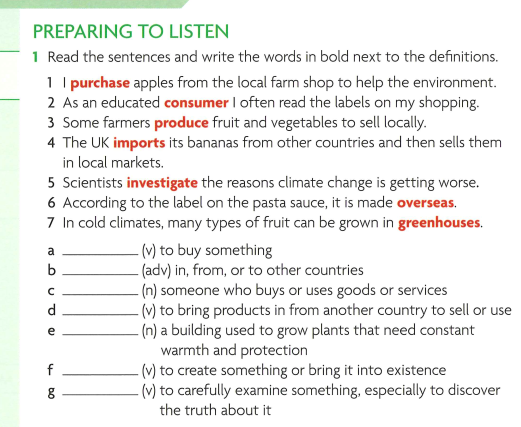 PREPARING TO LISTEN
1 Read the sentences and write the words in bold next to the definitions.
1 I purchase apples from the local farm shop to help the environment.
2 As an educated consumer I often read the labels on my shopping.
3 Some farmers produce fruit and vegetables to sell locally.
4 The UK imports its bananas from other countries and then sells them
in local markets.
5 Scientists investigate the reasons climate change is getting worse.
6 According to the label on the pasta sauce, it is made overseas.
7 In cold climates, many types of fruit can be grown in greenhouses.
a ___________ (v) to buy something
b ___________ (adv) in, from, or to other countries
c ___________ (n) someone who buys or uses goods or services
d ___________ (v) to bring products in from another country to sell or use
e ___________ (n) a building used to grow plants that need constant
warmth and protection
f ___________ (v) to create something or bring it into existence
g ___________ (v) to carefully examine something, especially to discover
the truth about it